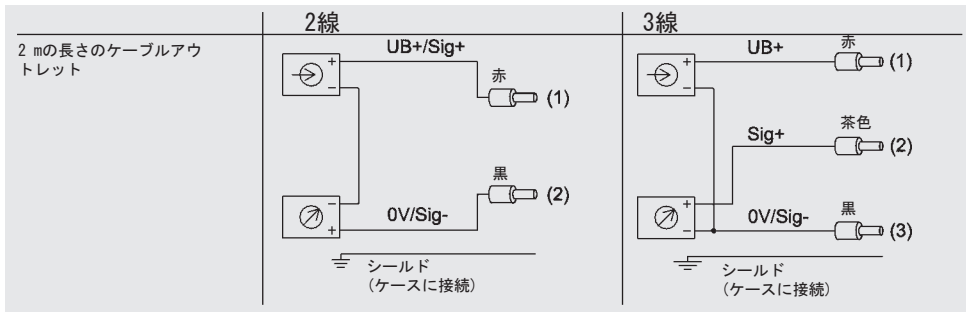 2線
3線
2 mの長さのケーブルアウ
トレット
UB+/Sig+
赤
(1)
+
−
黒
(2)
−
+
0V/Sig-
シールド
(ケースに接続)
UB+
赤
(1)
+
−
Sig+
茶色
(2)
+
−
0V/Sig-
黒
(3)
シールド
(ケースに接続)